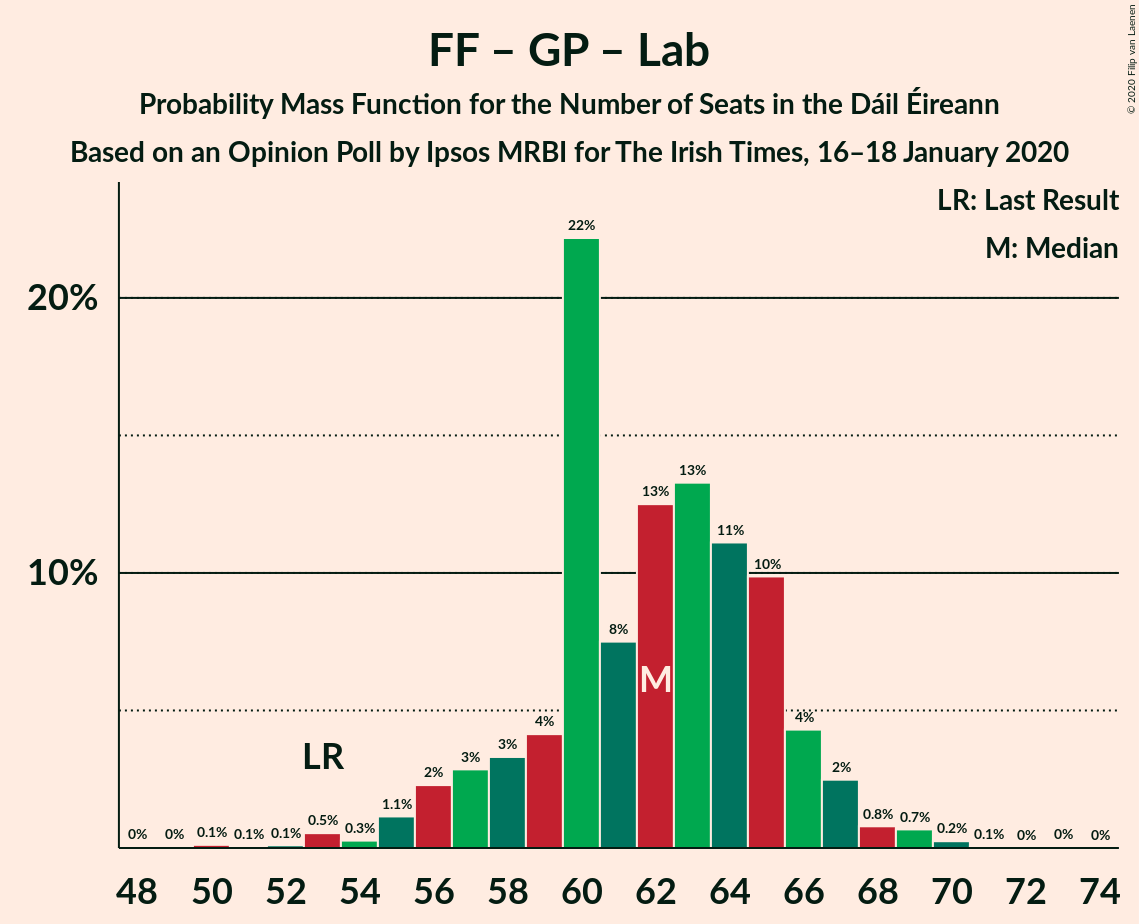 FF – GP – Lab
Probability Mass Function for the Number of Seats in the Dáil Éireann
Based on an Opinion Poll by Ipsos MRBI for The Irish Times, 16–18 January 2020
© 2020 Filip van Laenen
LR: Last Result
M: Median
20%
10%
0% 0% 0.1% 0.1% 0.1% 0.5% 0.3% 1.1% 2% 3% 3% 4% 22% 8% 13% 13% 11% 10% 4% 2% 0.8% 0.7% 0.2% 0.1% 0% 0% 0%
LR
M
48 50 52 54 56 58 60 62 64 66 68 70 72 74